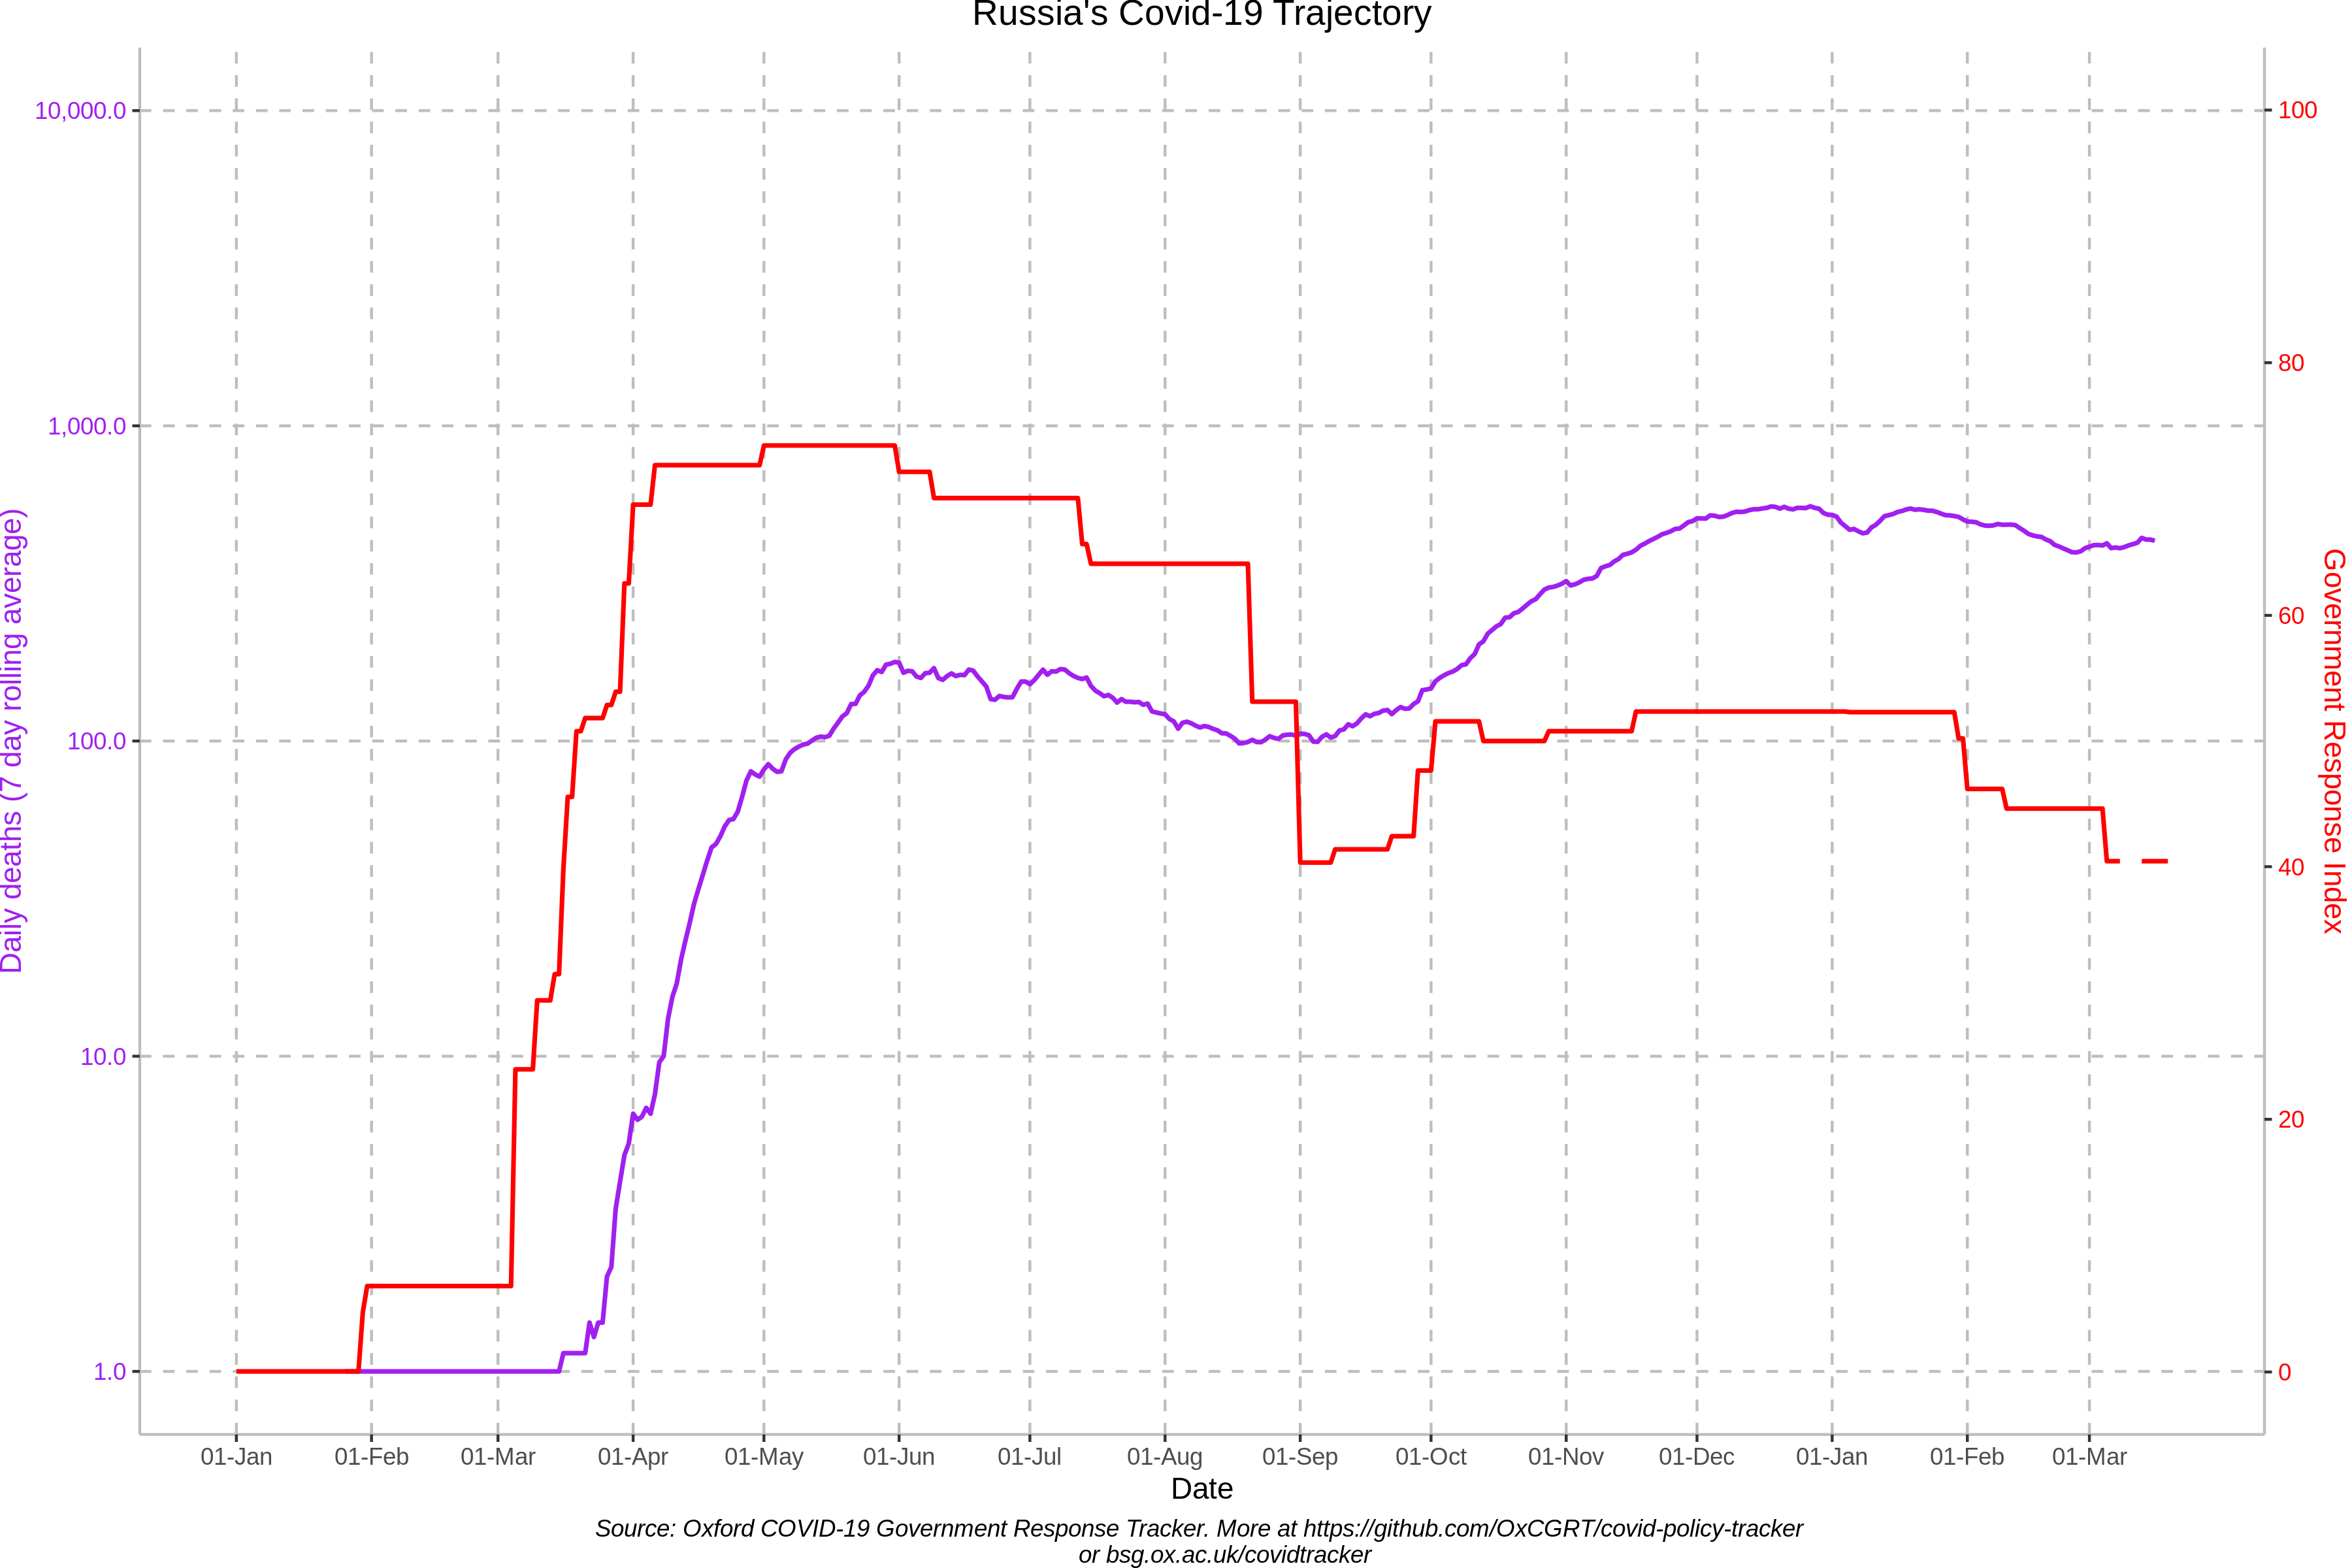 Russia's Covid-19 Trajectory
10,000.0
1,000.0
100.0
10.0
1.0
Daily deaths (7 day rolling average)
100
80
60
40
20
0
Government Response Index
01-Jan 01-Feb 01-Mar 01-Apr 01-May 01-Jun 01-Jul 01-Aug 01-Sep 01-Oct 01-Nov 01-Dec 01-Jan 01-Feb 01-Mar
Date
Source: Oxford COVID-19 Government Response Tracker. More at https://github.com/OxCGRT/covid-policy-tracker
or bsg.ox.ac.uk/covidtracker